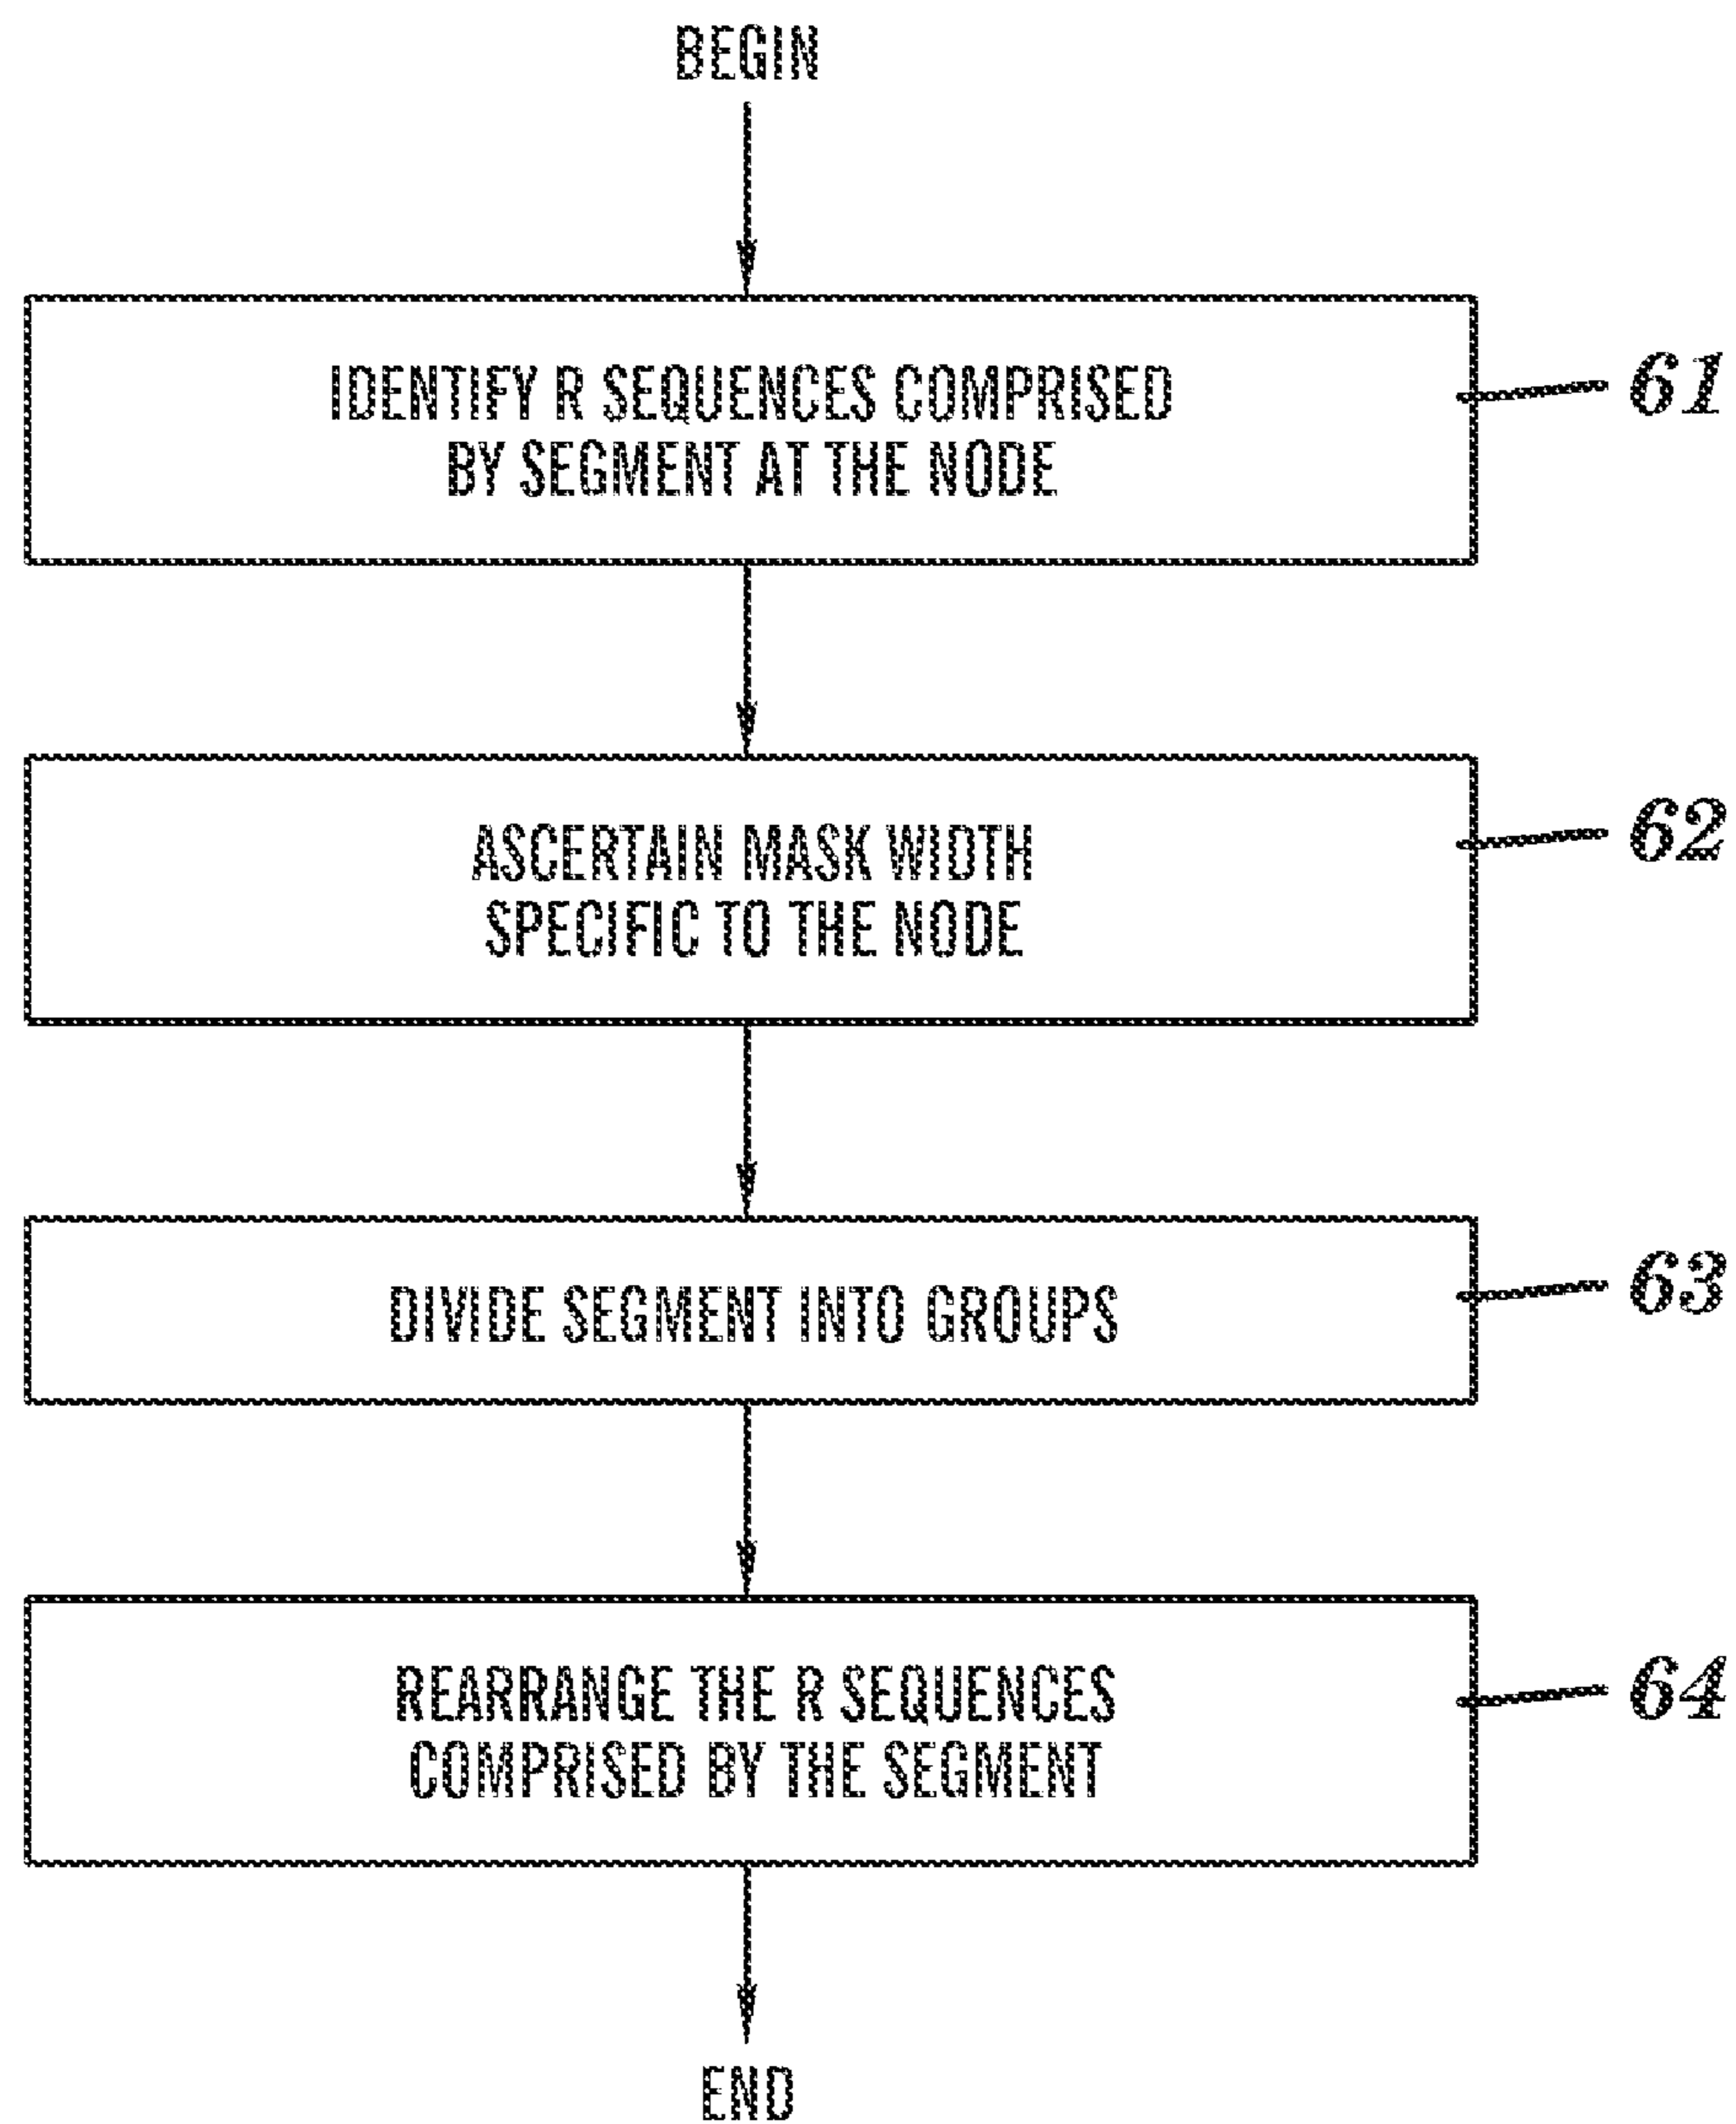 BEGIN
IDENTIFY R SEQUENCES COMPRISED
BY SEGMENT AT THE NODE
61
ASCERTAIN MASK WIDTH
SPECIFIC TO THE NODE
62
DIVIDE SEGMENT INTO GROUPS
63
REARRANGE THE R SEQUENCES
COMPRISED BY THE SEGMENT
64
END